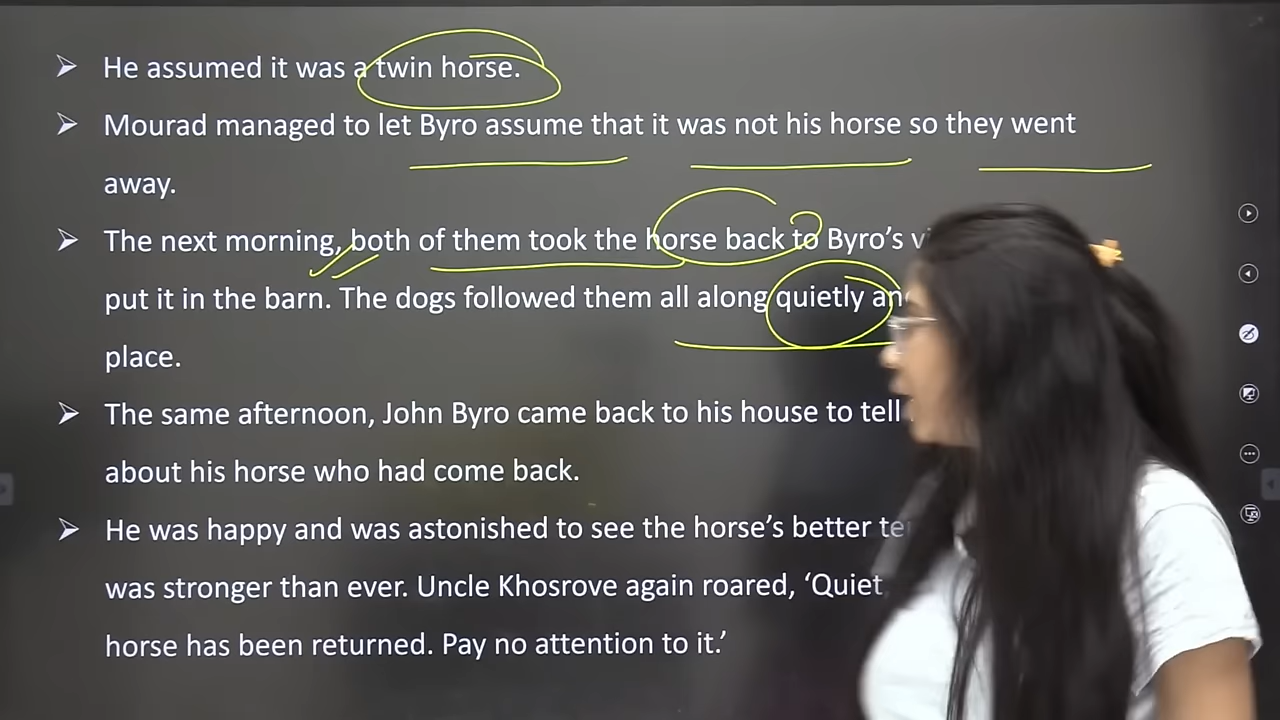 ➢ He assumed it was a twin horse.
➢ Mourad managed to let Byro assume that it was not his horse so they went
away.
➢ The next morning, both of them took the horse back to Byro’s
put it in the barn. The dogs followed them all along quietly
place.
➢ The same afternoon, John Byro came back to his house to tell
about his horse who had come back.
➢ He was happy and was astonished to see the horse’s better
was stronger than ever. Uncle Khosrove again roared, ‘Quiet
horse has been returned. Pay no attention to it.’